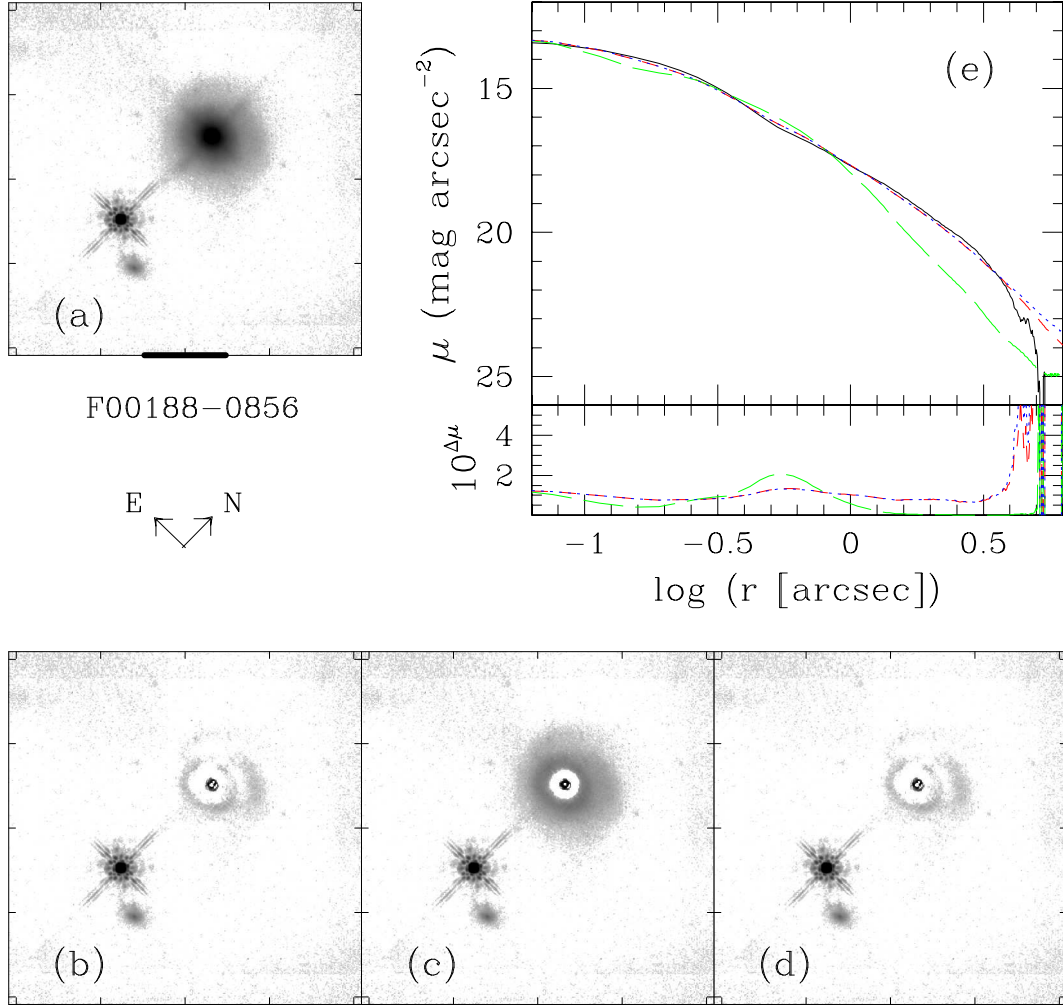 (a)
F00188−0856
E N
(e)
μ (mag arcsec⁻²)
15
20
25
10^Δμ
4
2
−1 −0.5 0 0.5
log (r [arcsec])
(b) (c) (d)